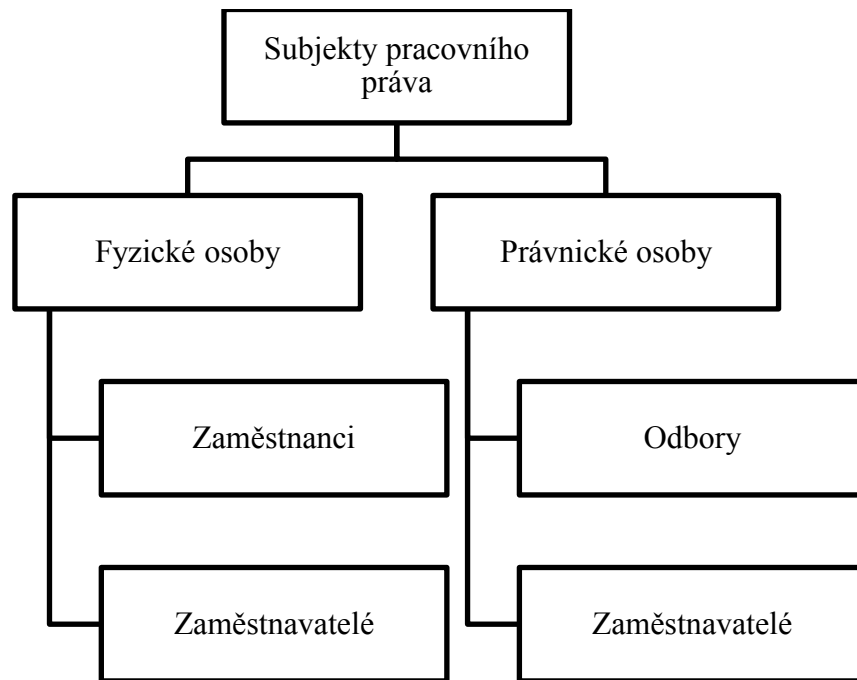 Subjekty pracovního
práva
Fyzické osoby
Právnické osoby
Zaměstnanci
Odbory
Zaměstnavatelé
Zaměstnavatelé